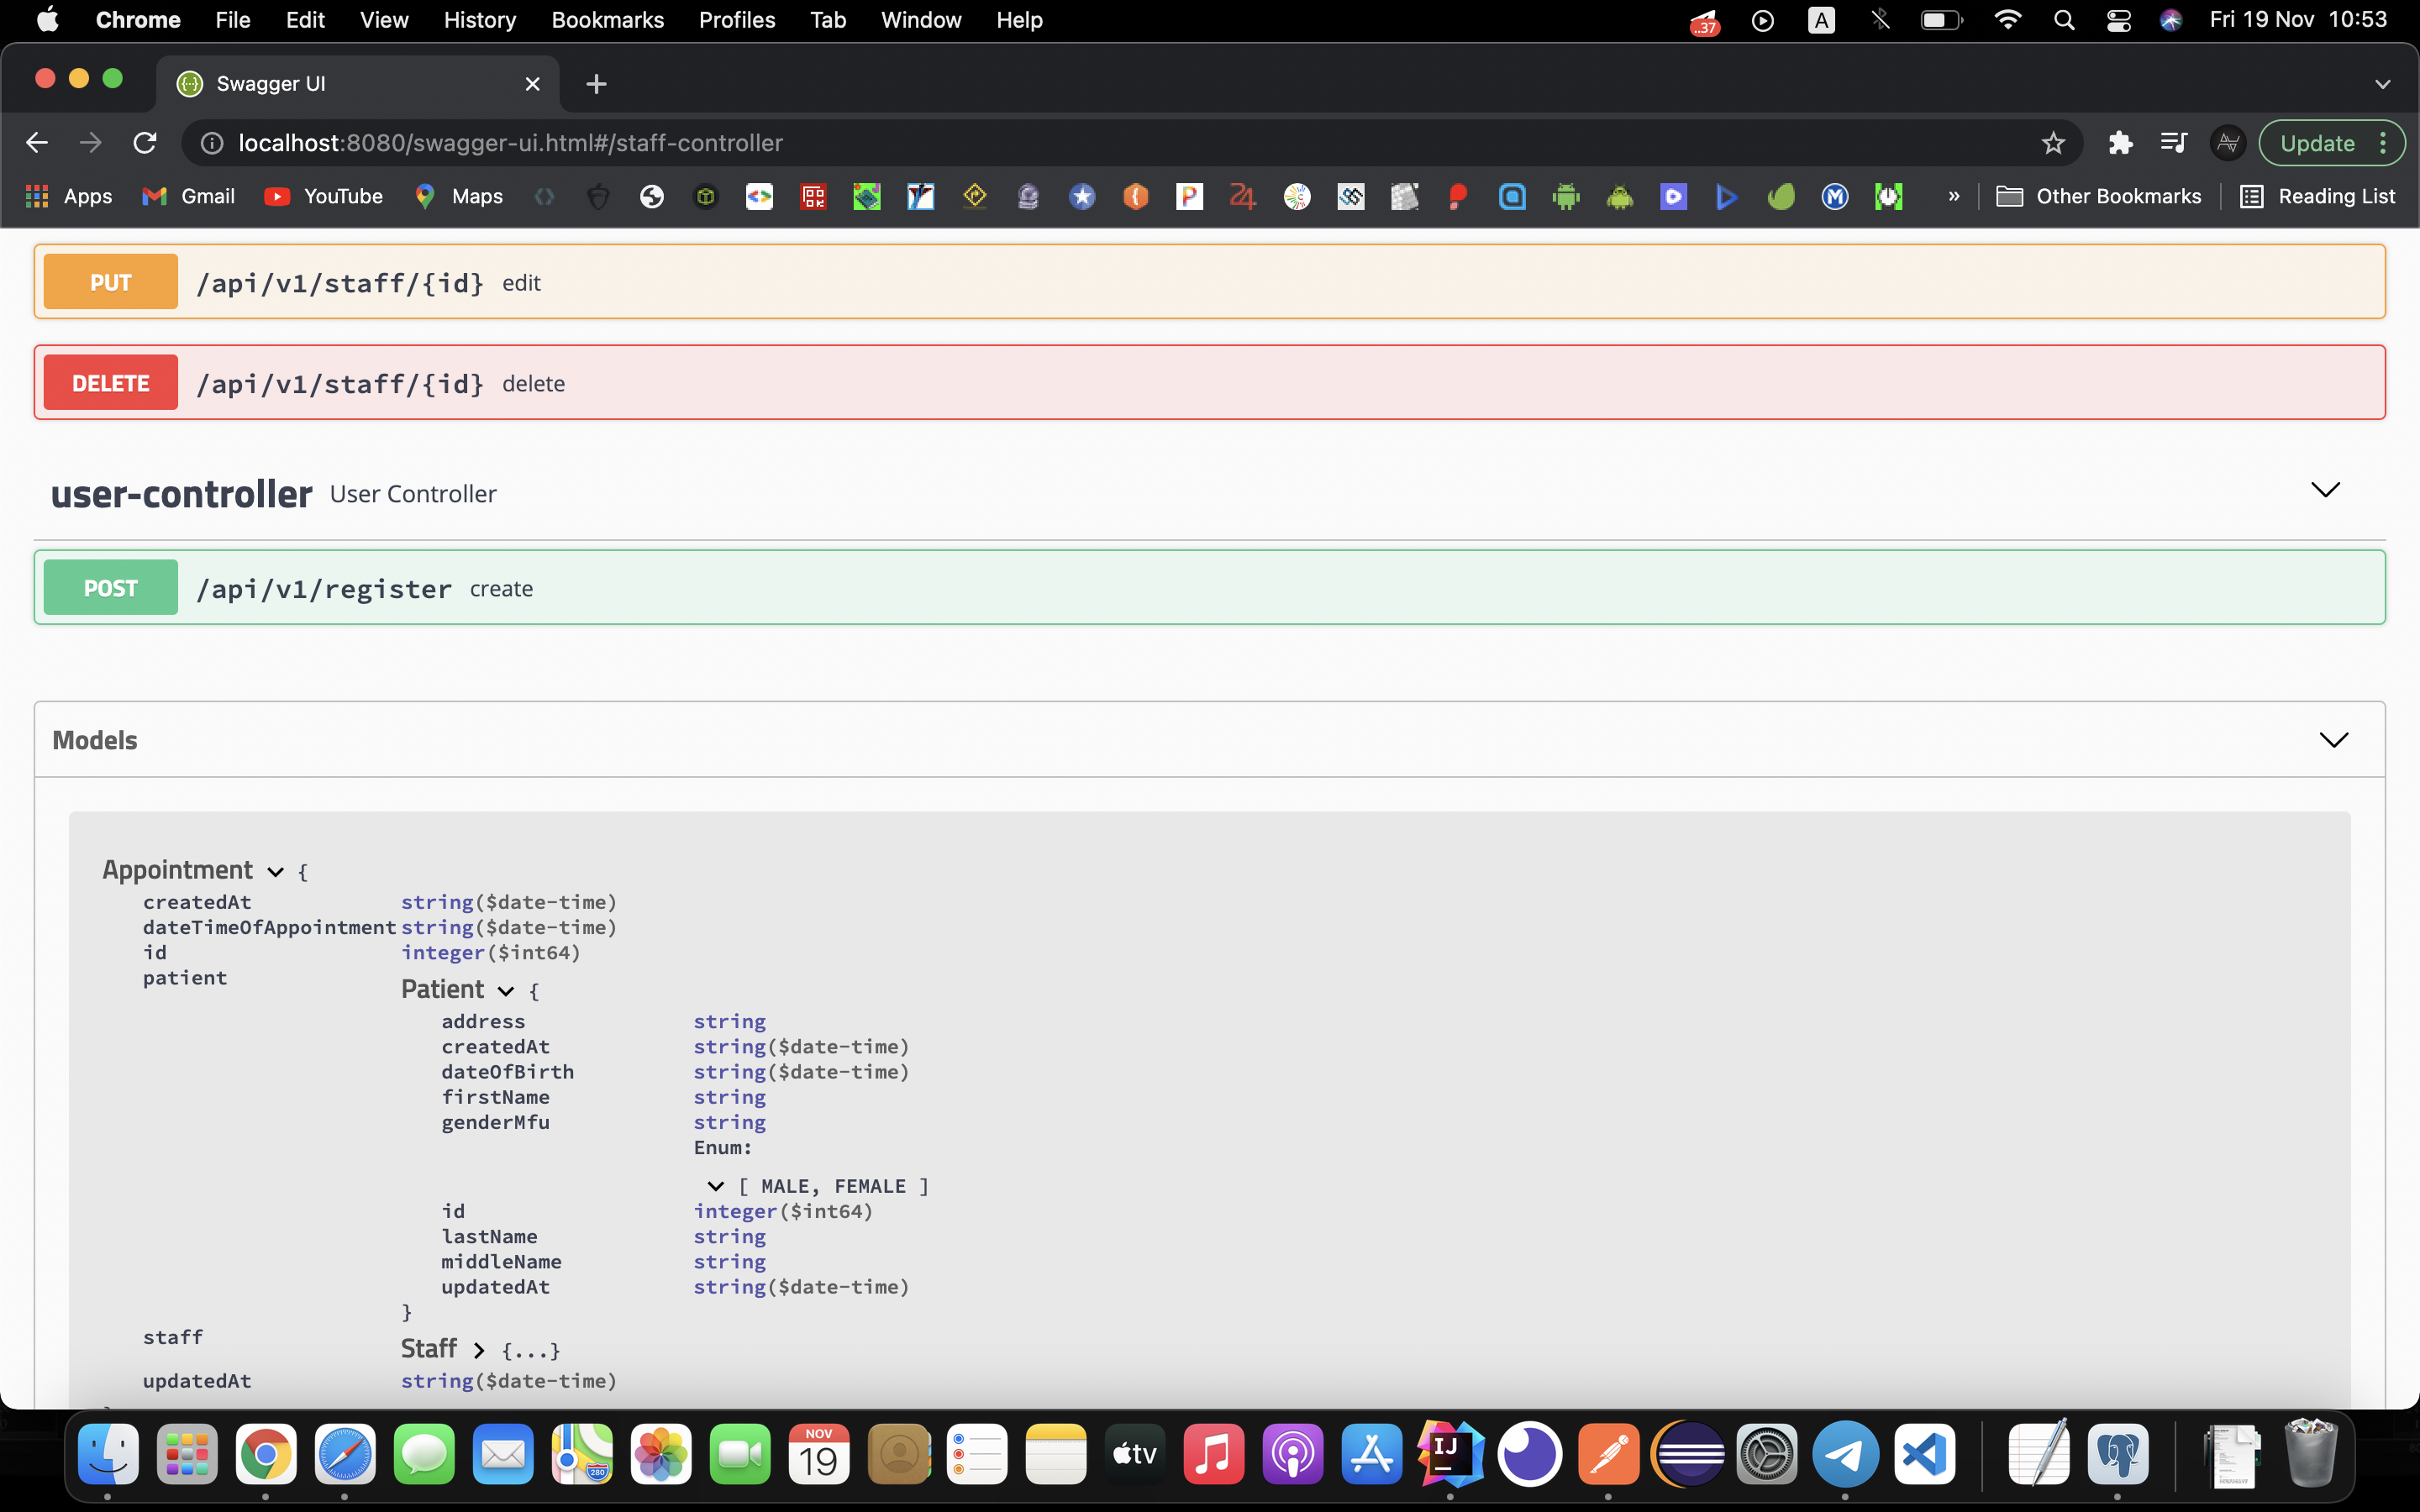 Chrome File Edit View History Bookmarks Profiles Tab Window Help ..37 A Fri 19 Nov 10:53
Swagger UI
localhost:8080/swagger-ui.html#/staff-controller Update
Apps Gmail YouTube Maps » Other Bookmarks Reading List
PUT /api/v1/staff/{id} edit
DELETE /api/v1/staff/{id} delete
user-controller User Controller
POST /api/v1/register create
Models
Appointment {
createdAt string($date-time)
dateTimeOfAppointment string($date-time)
id integer($int64)
patient
Patient {
address string
createdAt string($date-time)
dateOfBirth string($date-time)
firstName string
genderMfu string
Enum:
[ MALE, FEMALE ]
id integer($int64)
lastName string
middleName string
updatedAt string($date-time)
}
staff Staff {...}
updatedAt string($date-time)
NOV
19
tv
IJ
280